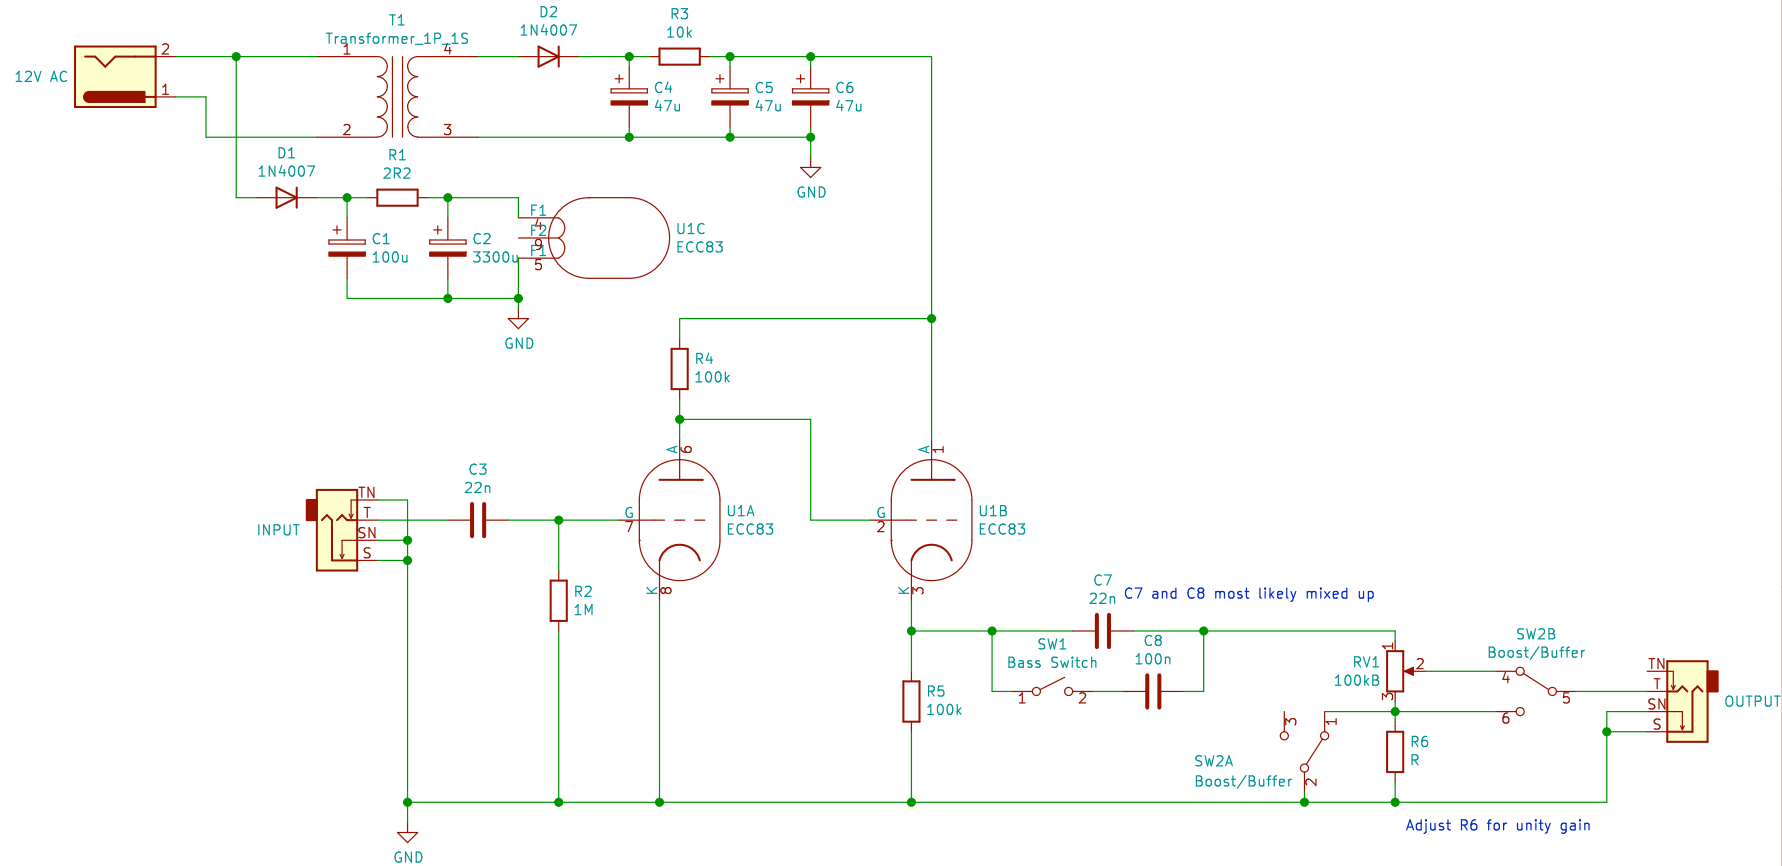 T1
Transformer_1P_1S
D2
1N4007
R3
10k
12V AC
2
1
1
2
4
3
+
C4
47u
+
C5
47u
+
C6
47u
GND
D1
1N4007
R1
2R2
+
C1
100u
+
C2
3300u
F1
4
F2
9
F1
5
U1C
ECC83
GND
R4
100k
A
6
A
1
C3
22n
INPUT
TN
T
SN
S
G
7
U1A
ECC83
G
2
U1B
ECC83
K
8
K
3
R2
1M
C7
22n
C7 and C8 most likely mixed up
SW1
Bass Switch
1
2
C8
100n
R5
100k
RV1
100kB
1
2
3
SW2B
Boost/Buffer
4
5
6
TN
T
SN
S
OUTPUT
3
1
2
SW2A
Boost/Buffer
R6
R
Adjust R6 for unity gain
GND